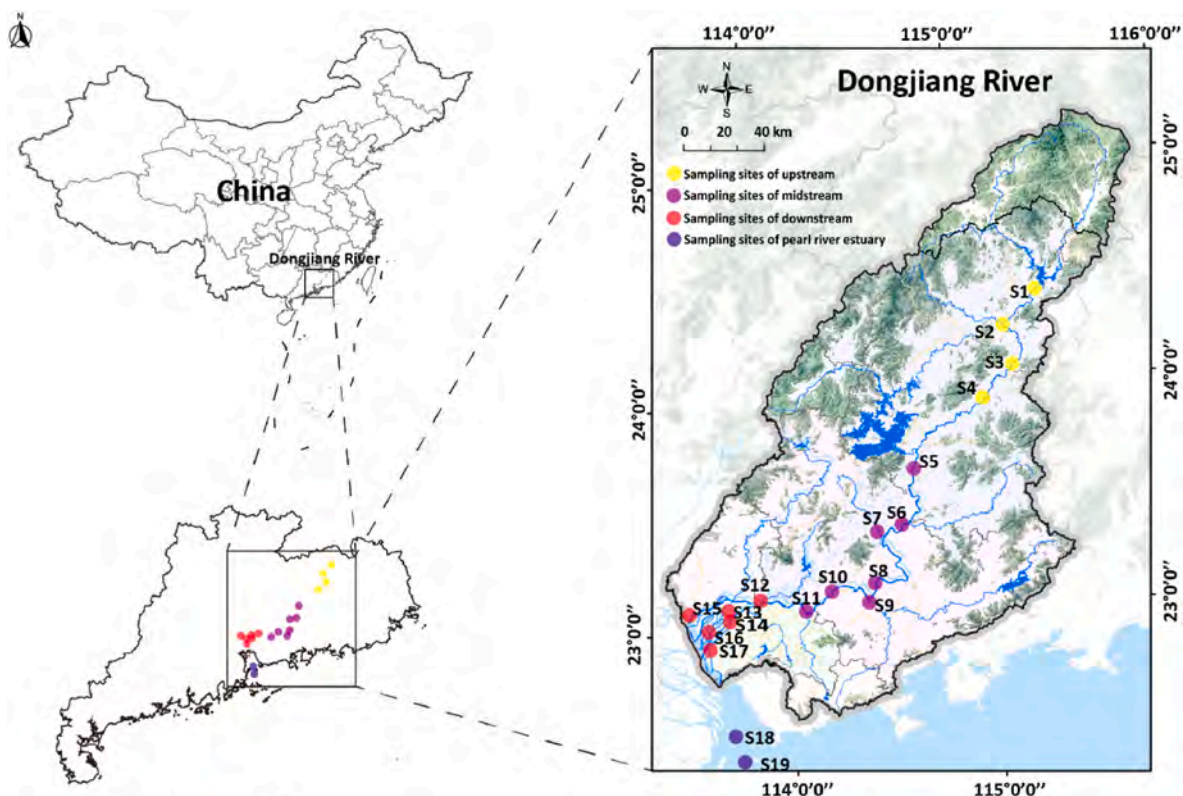 N
China
Dongjiang River
114°0'0''
115°0'0''
116°0'0''
Dongjiang River
N
W E
S
0 20 40 km
Sampling sites of upstream
Sampling sites of midstream
Sampling sites of downstream
Sampling sites of pearl river estuary
25°0'0''
25°0'0''
24°0'0''
24°0'0''
23°0'0''
23°0'0''
S1
S2
S3
S4
S5
S6
S7
S8
S9
S10
S11
S12
S13
S14
S15
S16
S17
S18
S19
114°0'0''
115°0'0''